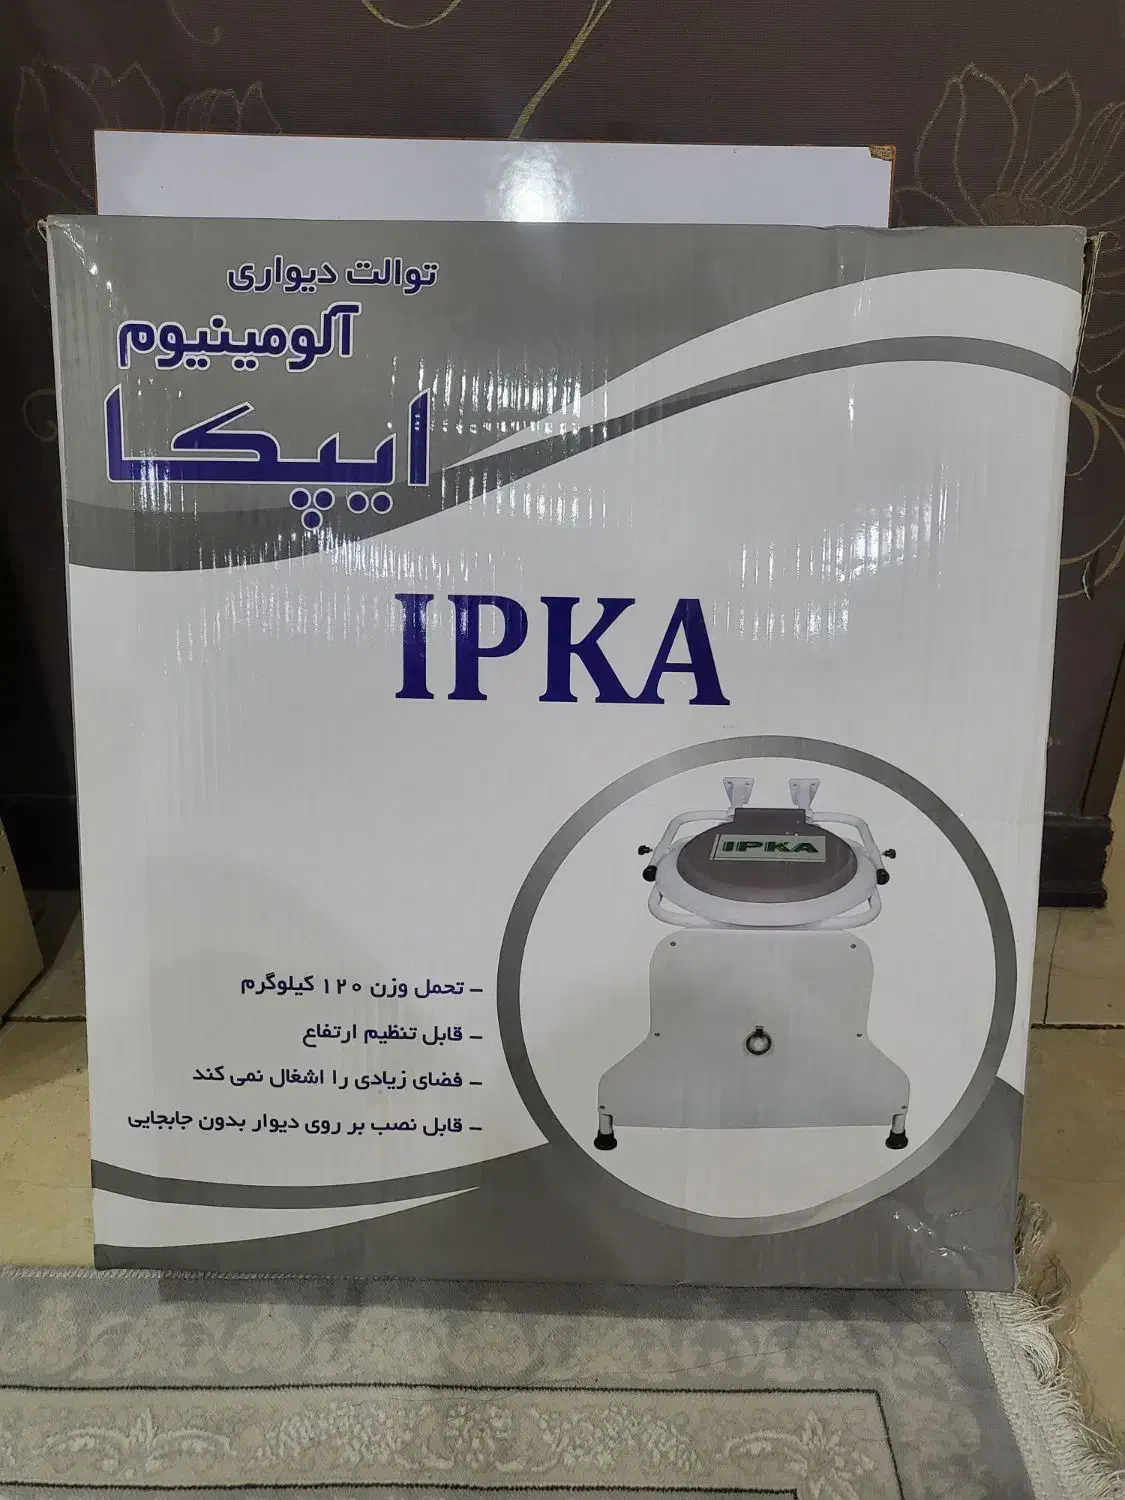 توالت دیواری
آلومینیوم
ایپکا
IPKA
IPKA
- تحمل وزن ۱۲۰ کیلوگرم
- قابل تنظیم ارتفاع
- فضای زیادی را اشغال نمی کند
- قابل نصب بر روی دیوار بدون جابجایی